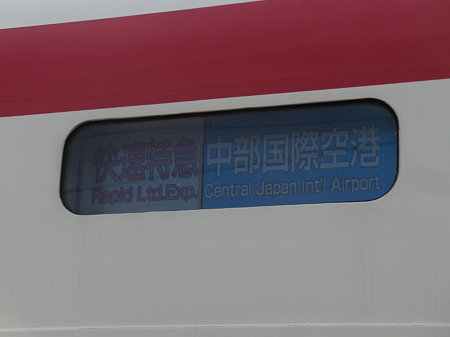 快速特急 中部国際空港
Rapid Ltd.Exp. Central Japan Int'l Airport